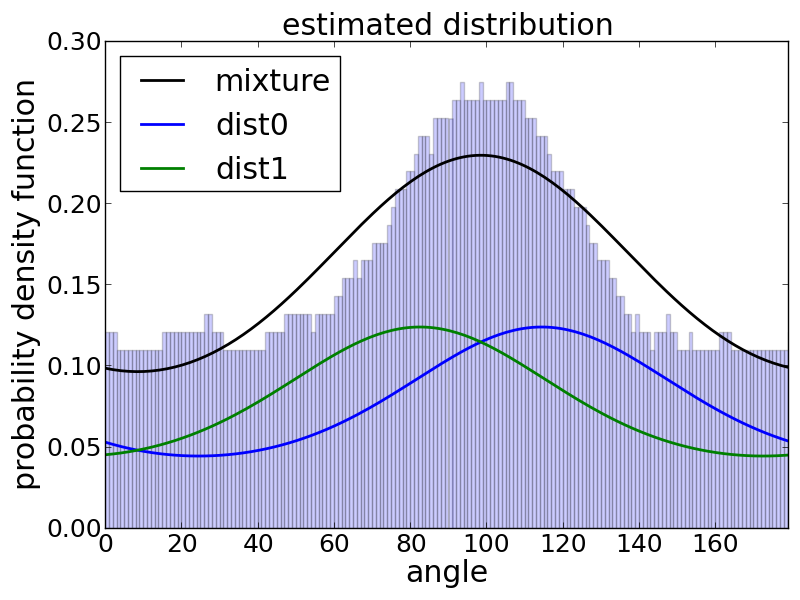 estimated distribution
probability density function
0.30
0.25
0.20
0.15
0.10
0.05
0.00
mixture
dist0
dist1
0 20 40 60 80 100 120 140 160
angle